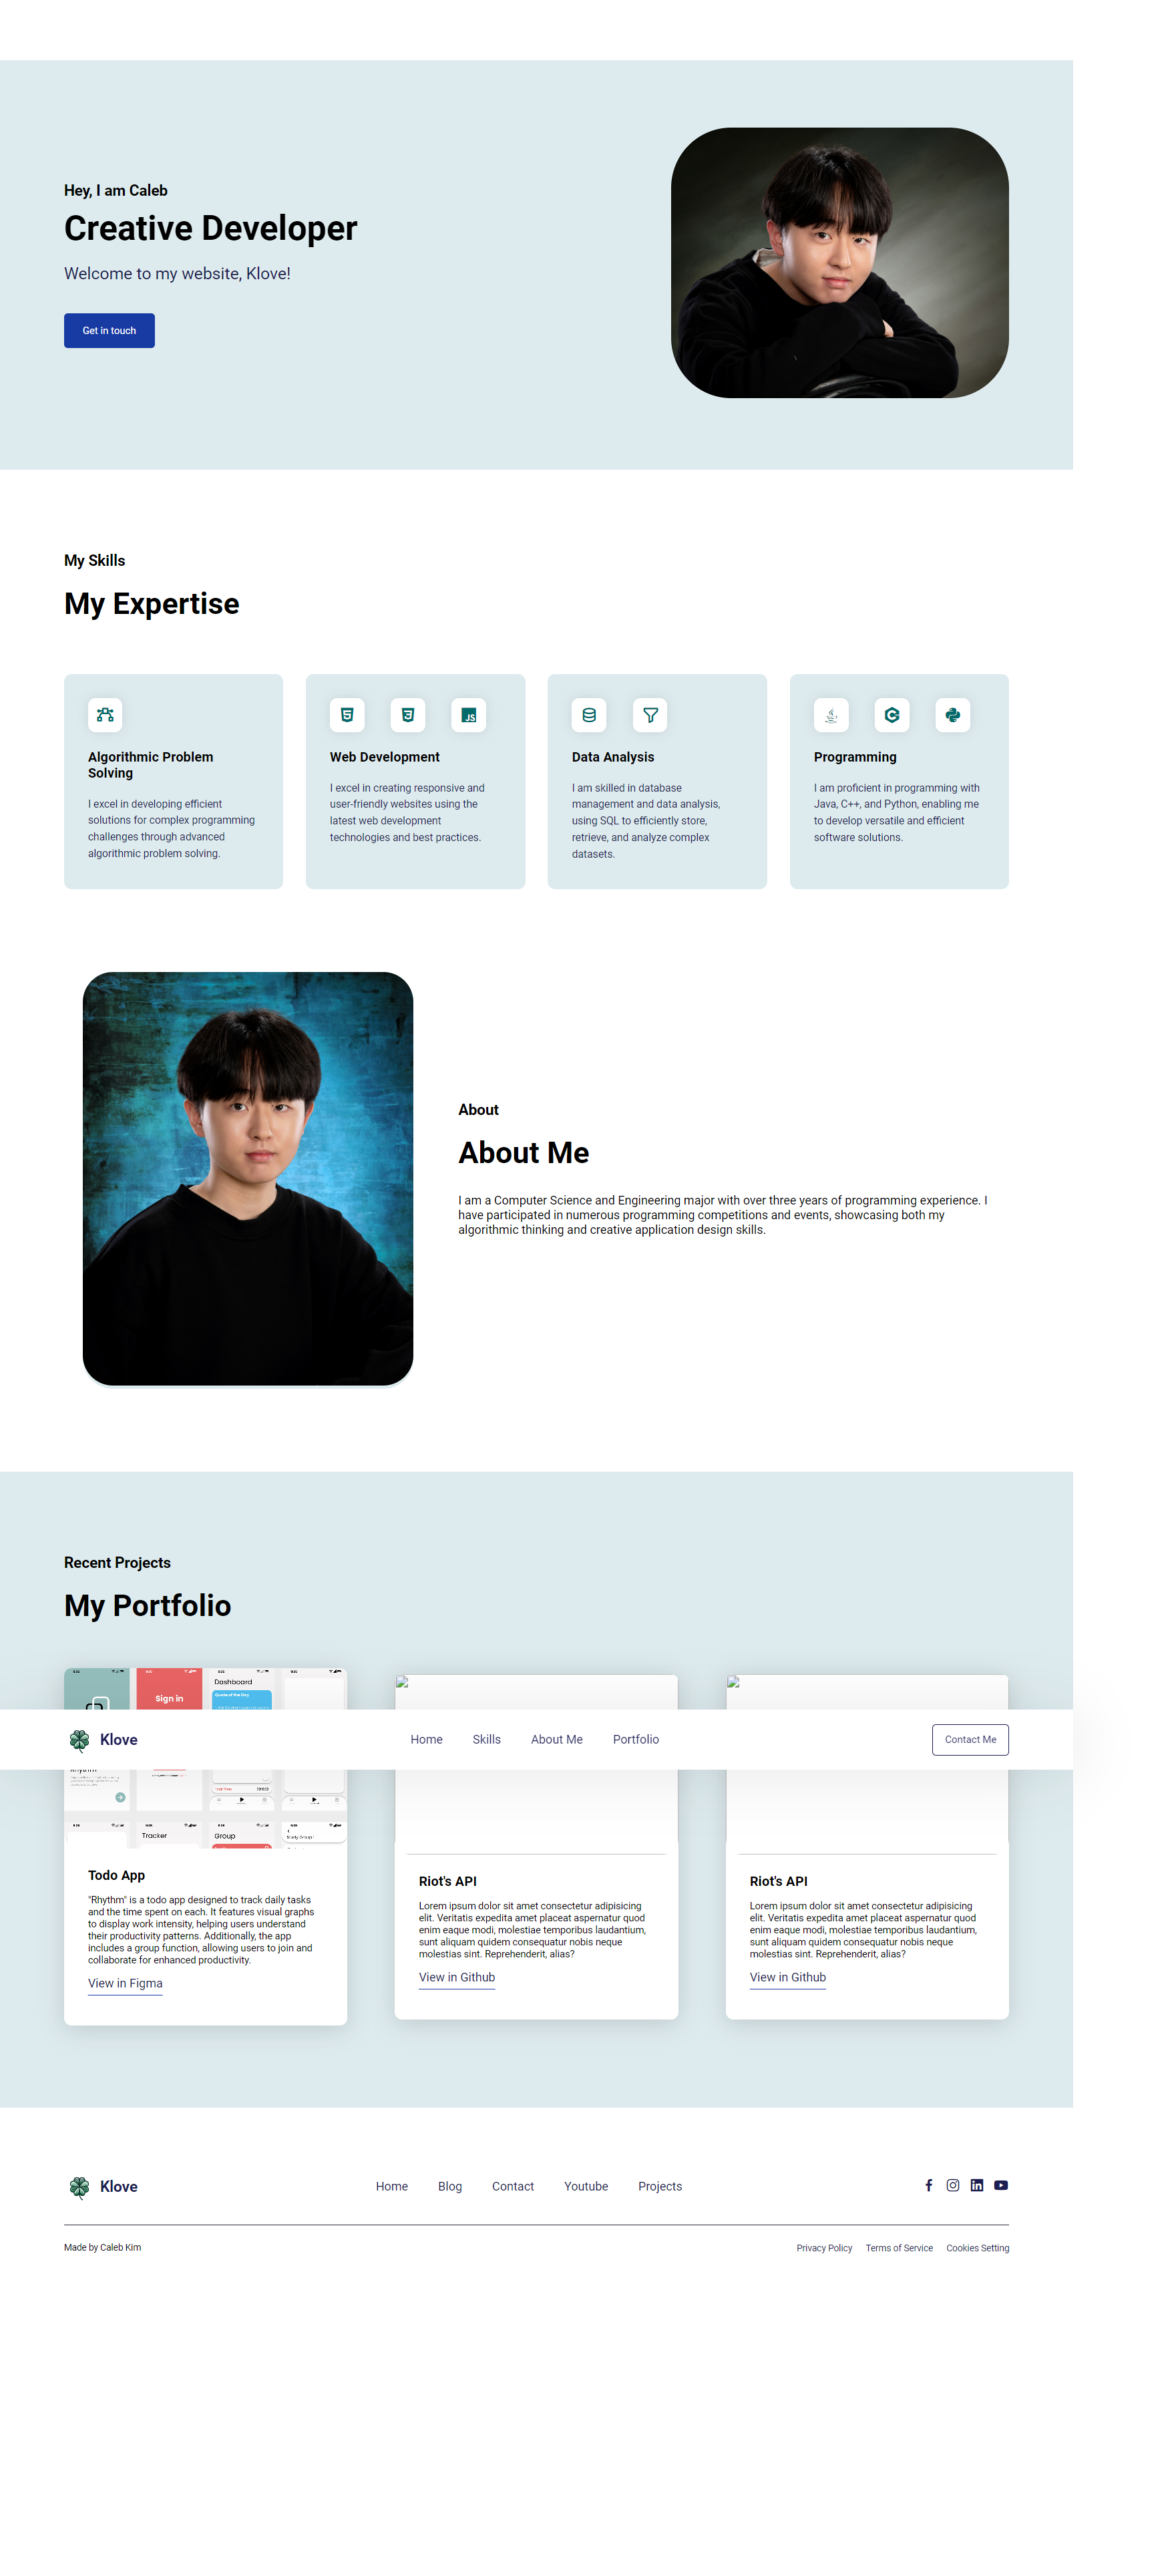 Hey, I am Caleb
Creative Developer
Welcome to my website, Klove!
Get in touch
My Skills
My Expertise
Algorithmic Problem
Solving
I excel in developing efficient
solutions for complex programming
challenges through advanced
algorithmic problem solving.
JS
Web Development
I excel in creating responsive and
user-friendly websites using the
latest web development
technologies and best practices.
Data Analysis
I am skilled in database
management and data analysis,
using SQL to efficiently store,
retrieve, and analyze complex
datasets.
Programming
I am proficient in programming with
Java, C++, and Python, enabling me
to develop versatile and efficient
software solutions.
About
About Me
I am a Computer Science and Engineering major with over three years of programming experience. I
have participated in numerous programming competitions and events, showcasing both my
algorithmic thinking and creative application design skills.
Recent Projects
My Portfolio
Sign in
Dashboard
Quote of the Day
Klove
Home
Skills
About Me
Portfolio
Contact Me
Tracker
Group
Todo App
"Rhythm" is a todo app designed to track daily tasks
and the time spent on each. It features visual graphs
to display work intensity, helping users understand
their productivity patterns. Additionally, the app
includes a group function, allowing users to join and
collaborate for enhanced productivity.
View in Figma
Riot's API
Lorem ipsum dolor sit amet consectetur adipisicing
elit. Veritatis expedita amet placeat aspernatur quod
enim eaque modi, molestiae temporibus laudantium,
sunt aliquam quidem consequatur nobis neque
molestias sint. Reprehenderit, alias?
View in Github
Riot's API
Lorem ipsum dolor sit amet consectetur adipisicing
elit. Veritatis expedita amet placeat aspernatur quod
enim eaque modi, molestiae temporibus laudantium,
sunt aliquam quidem consequatur nobis neque
molestias sint. Reprehenderit, alias?
View in Github
Klove
Home
Blog
Contact
Youtube
Projects
Made by Caleb Kim
Privacy Policy
Terms of Service
Cookies Setting